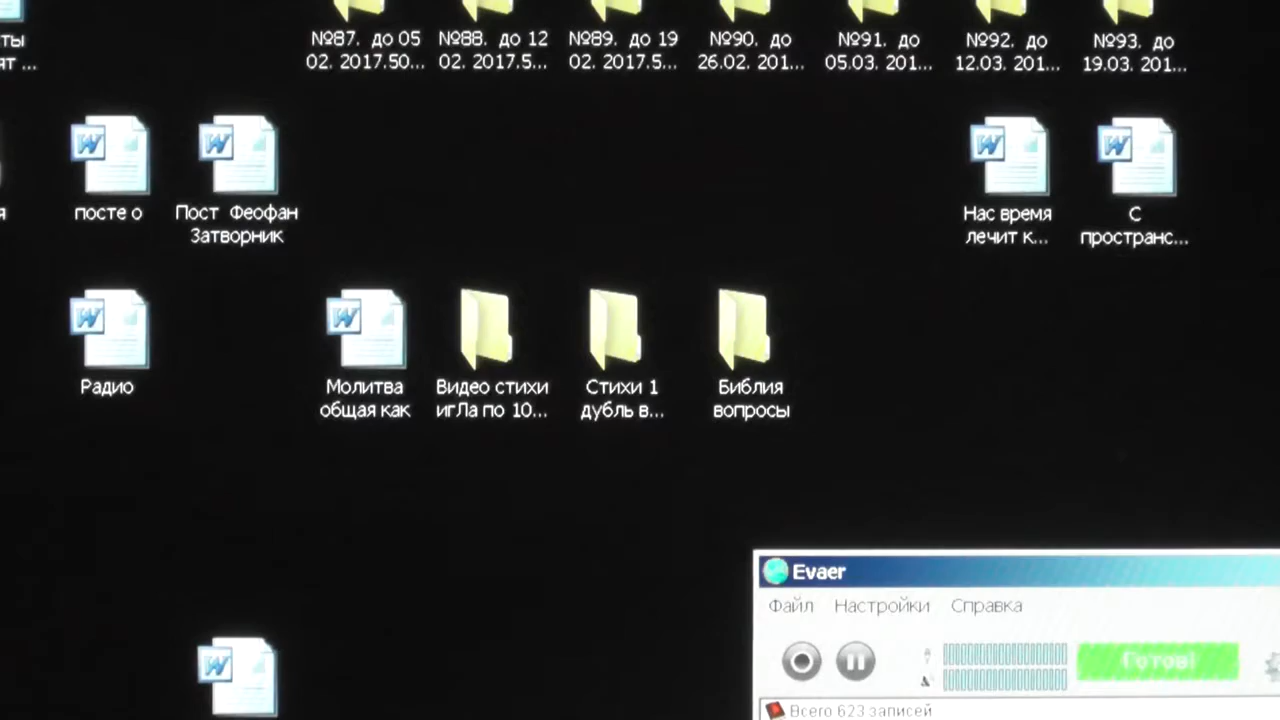 ты
ят ...
№87. до 05
02. 2017.50...
№88. до 12
02. 2017.5...
№89. до 19
02. 2017.5...
№90. до
26.02. 201...
№91. до
05.03. 201...
№92. до
12.03. 201...
№93. до
19.03. 201...
я
посте о
Пост Феофан
Затворник
Нас время
лечит к...
С
пространс...
Радио
Молитва
общая как
Видео стихи
игЛа по 10...
Стихи 1
дубль в...
Библия
вопросы
Evaer
Файл Настройки Справка
Готов!
Всего 623 записей